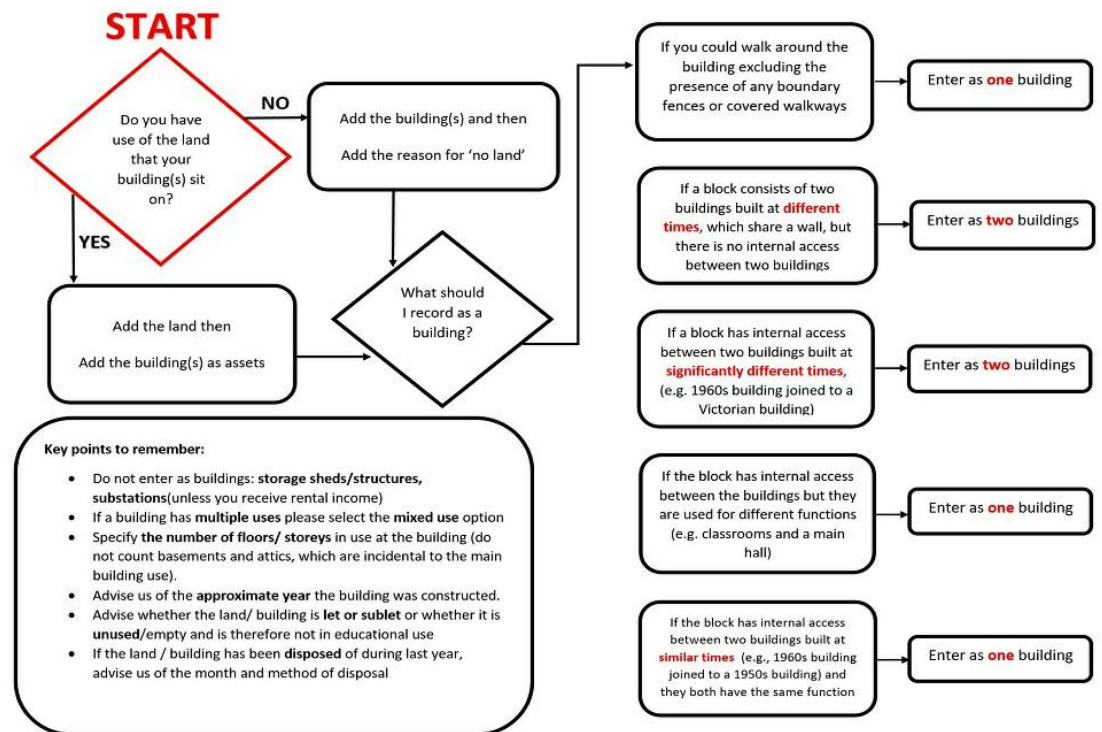 START
Do you have
use of the land
that your
building(s) sit
on?
NO
Add the building(s) and then
Add the reason for ‘no land’
YES
Add the land then
Add the building(s) as assets
What should
I record as a
building?
If you could walk around the
building excluding the
presence of any boundary
fences or covered walkways
Enter as one building
If a block consists of two
buildings built at different
times, which share a wall, but
there is no internal access
between two buildings
Enter as two buildings
If a block has internal access
between two buildings built at
significantly different times,
(e.g. 1960s building joined to a
Victorian building)
Enter as two buildings
If the block has internal access
between the buildings but they
are used for different functions
(e.g. classrooms and a main
hall)
Enter as one building
If the block has internal access
between two buildings built at
similar times (e.g., 1960s building
joined to a 1950s building) and
they both have the same function
Enter as one building
Key points to remember:
• Do not enter as buildings: storage sheds/structures,
substations(unless you receive rental income)
• If a building has multiple uses please select the mixed use option
• Specify the number of floors/ storeys in use at the building (do
not count basements and attics, which are incidental to the main
building use).
• Advise us of the approximate year the building was constructed.
• Advise whether the land/ building is let or sublet or whether it is
unused/empty and is therefore not in educational use
• If the land / building has been disposed of during last year,
advise us of the month and method of disposal